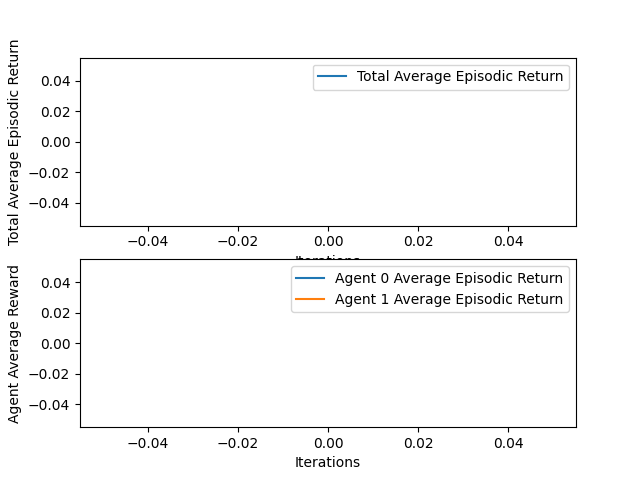 Total Average Episodic Return
Total Average Episodic Return
0.04
0.02
0.00
−0.02
−0.04
−0.04 −0.02 0.00 0.02 0.04
Iterations
Agent Average Reward
Agent 0 Average Episodic Return
Agent 1 Average Episodic Return
0.04
0.02
0.00
−0.02
−0.04
−0.04 −0.02 0.00 0.02 0.04
Iterations